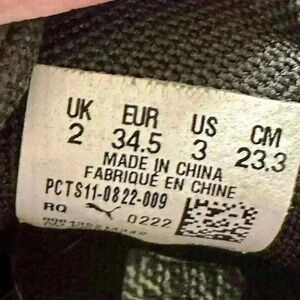 UK EUR US CM
2 34.5 3 23.3
MADE IN CHINA
FABRIQUÉ EN CHINE
PCTS11-0822-009
RQ 0222